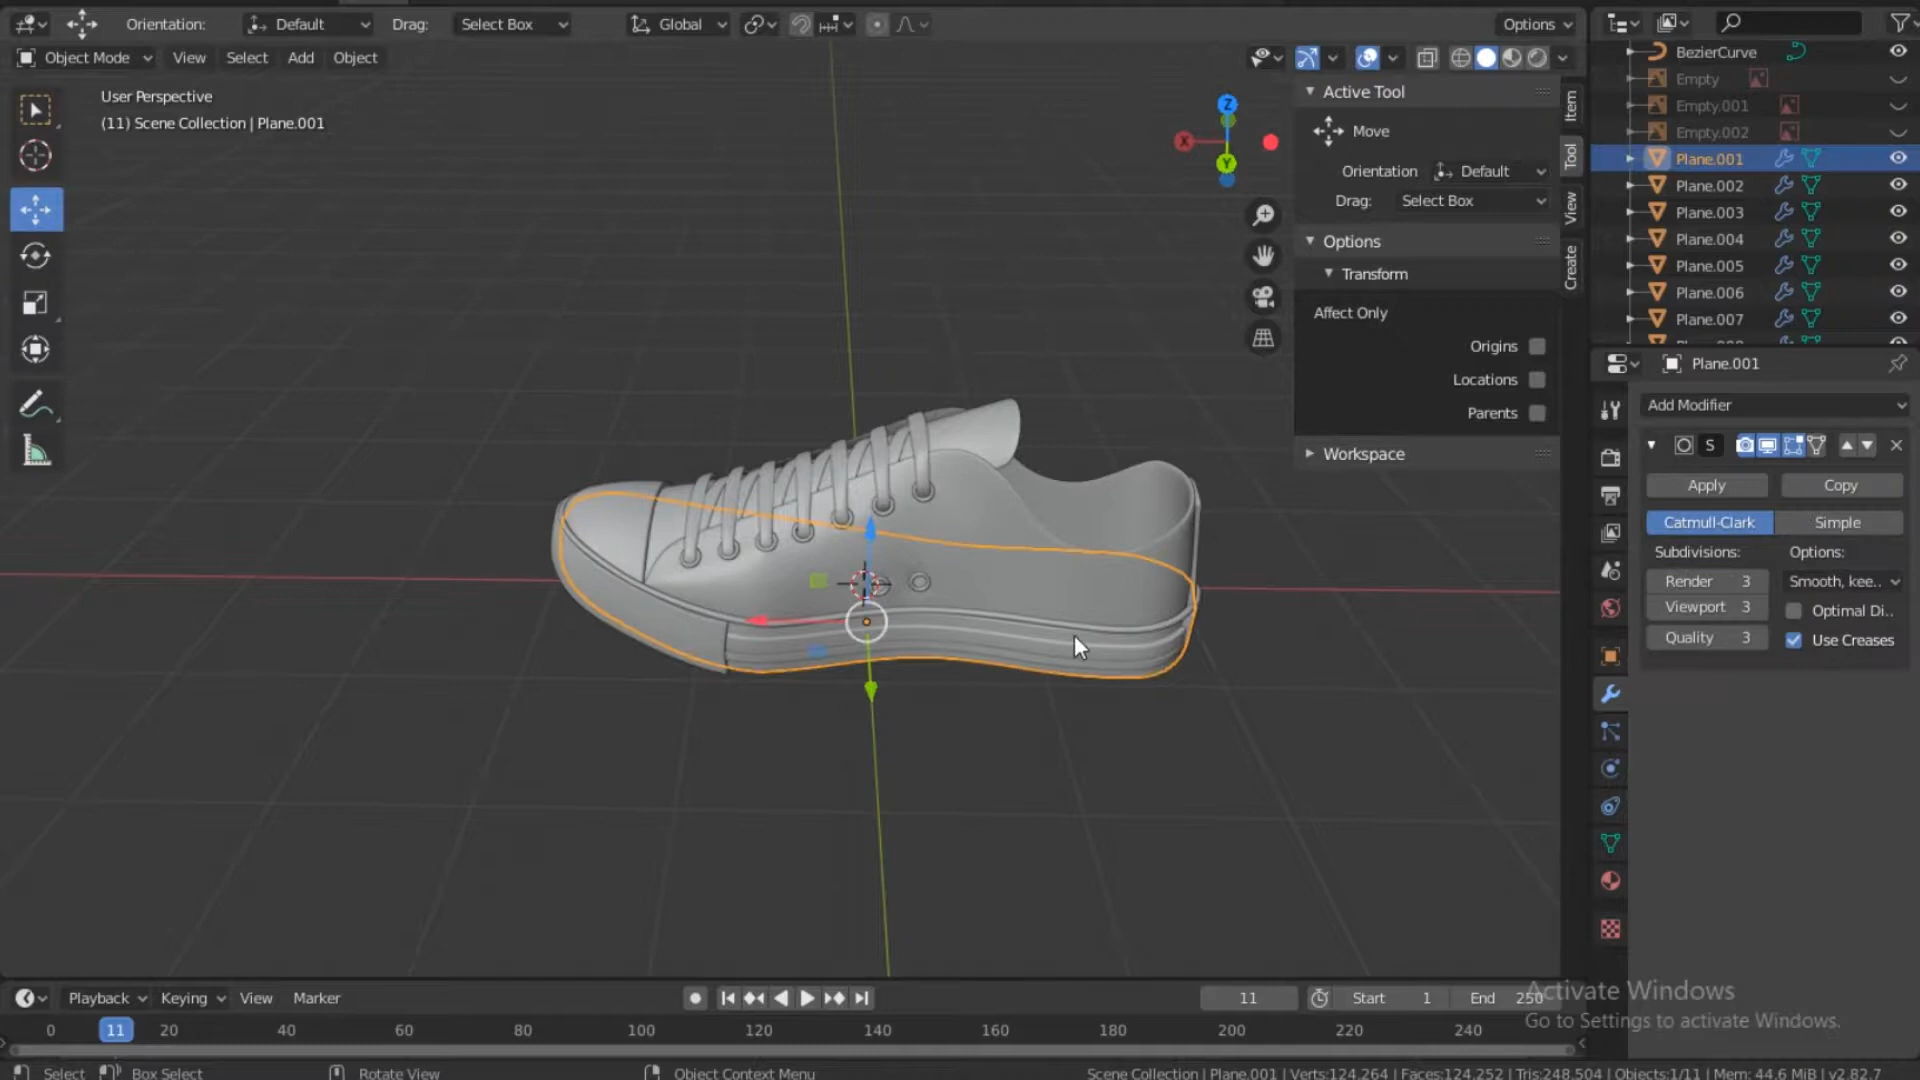 Orientation: Default Drag: Select Box Global Options
Object Mode View Select Add Object
User Perspective
(11) Scene Collection | Plane.001
Z
X
Y
Active Tool
Move
Orientation Default
Drag: Select Box
Options
Transform
Affect Only
Origins
Locations
Parents
Workspace
Item
Tool
View
Create
BezierCurve
Empty
Empty.001
Empty.002
Plane.001
Plane.002
Plane.003
Plane.004
Plane.005
Plane.006
Plane.007
Plane.001
Add Modifier
S
Apply Copy
Catmull-Clark Simple
Subdivisions: Options:
Render 3 Smooth, kee..
Viewport 3 Optimal Di..
Quality 3 Use Creases
Playback Keying View Marker 11 Start 1 End 250
0 11 20 40 60 80 100 120 140 160 180 200 220 240
Activate Windows
Go to Settings to activate Windows.
Select Box Select Rotate View Object Context Menu Scene Collection | Plane.001 | Verts:124.264 | Faces:124.252 | Tris:248.504 | Objects:1/11 | Mem: 44.6 MiB | v2.82.7